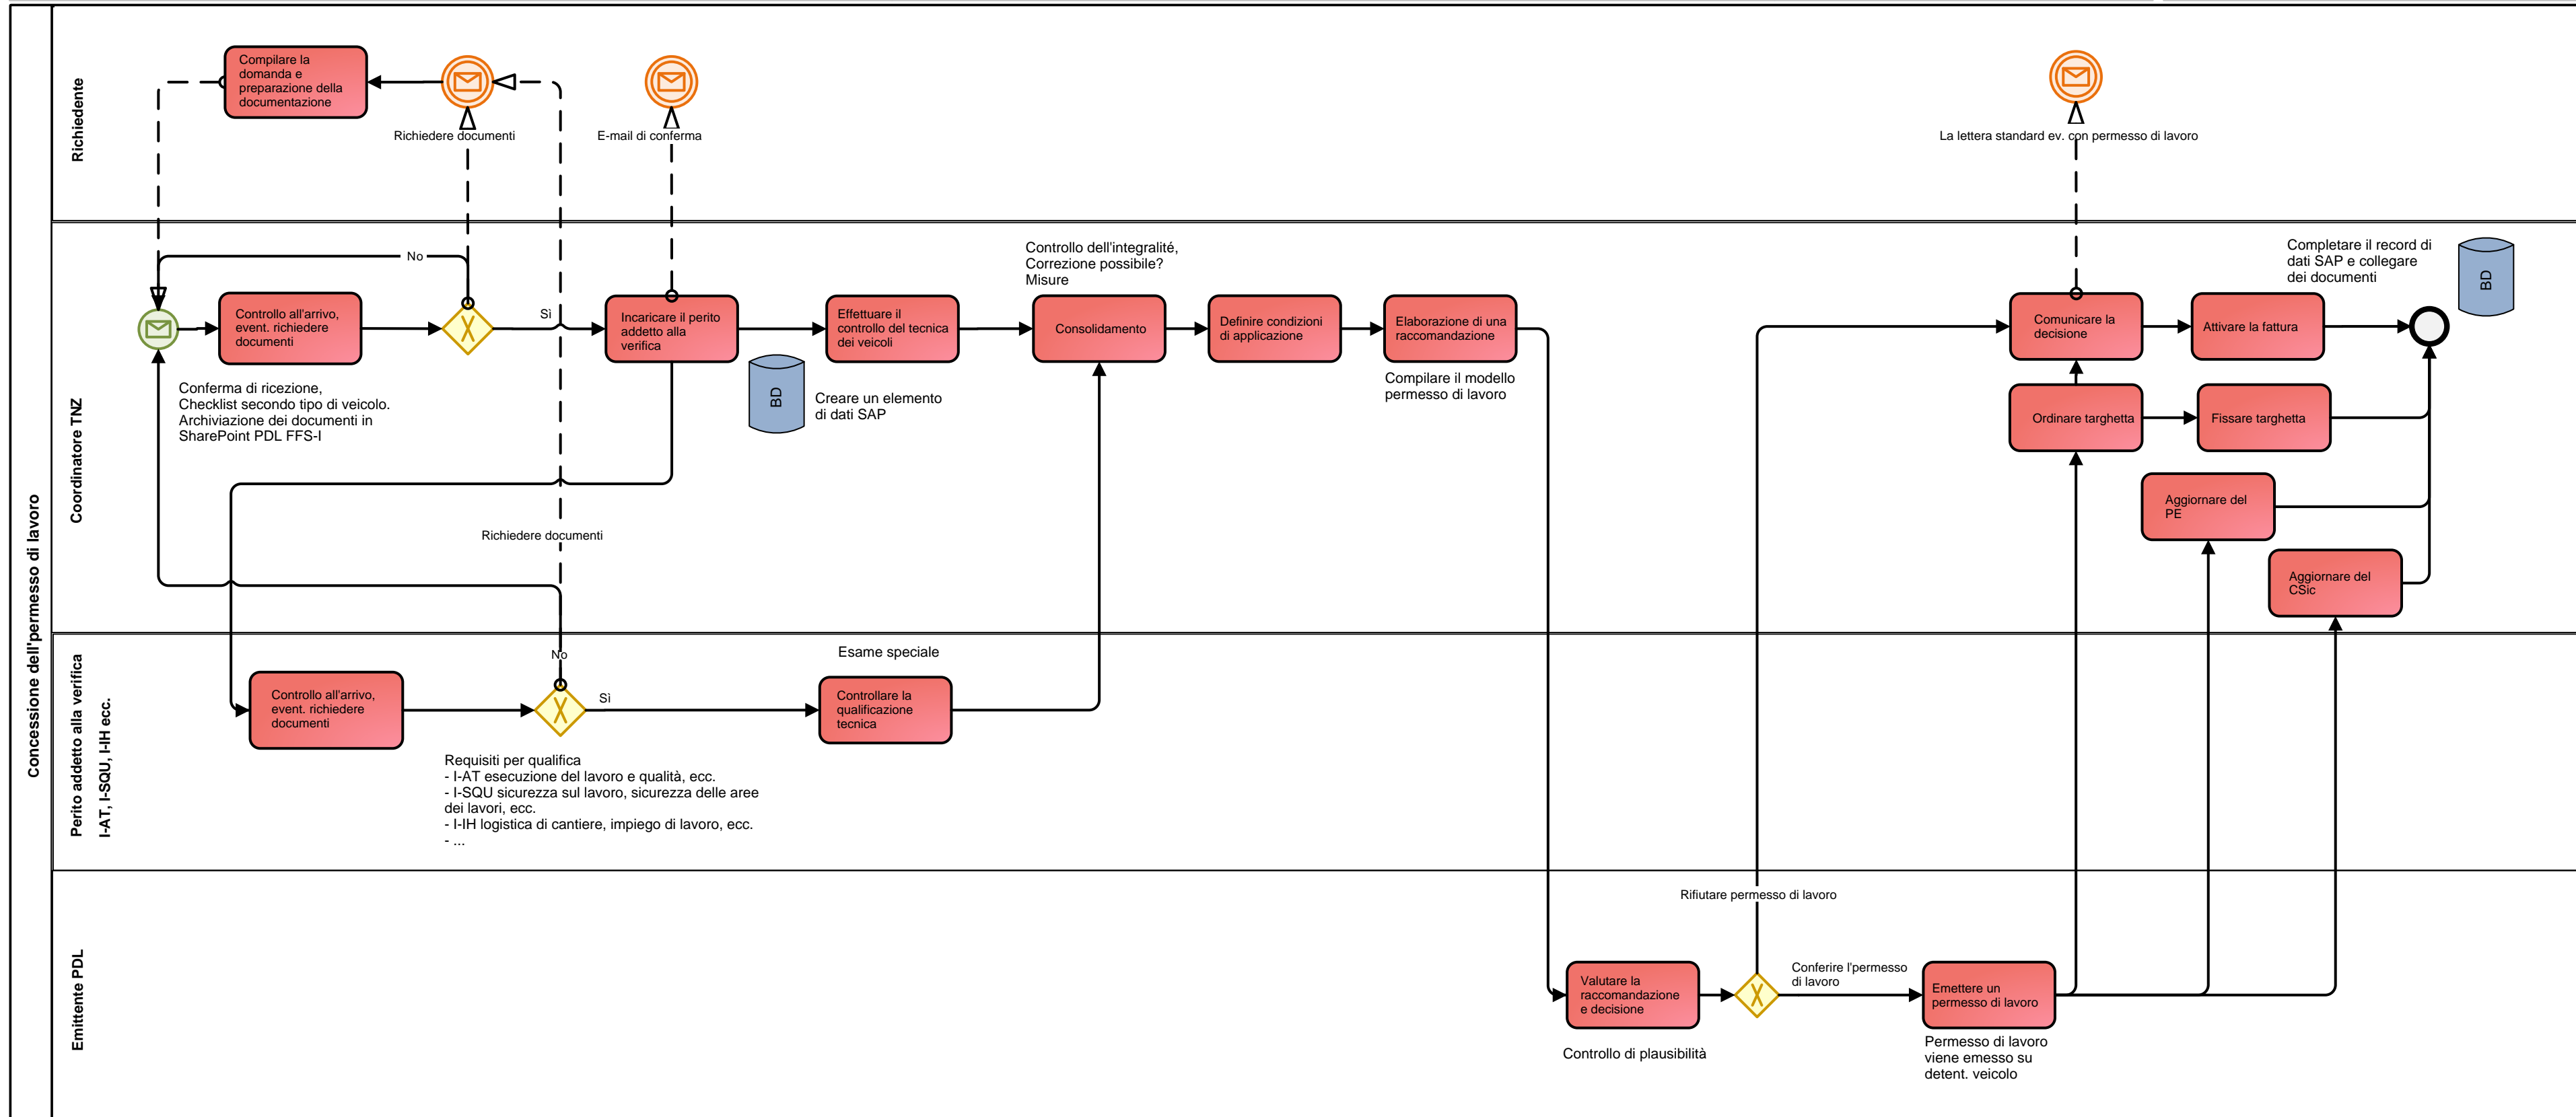 Concessione dell'permesso di lavoro
Richiedente
Compilare la
domanda e
preparazione della
documentazione
Richiedere documenti
E-mail di conferma
La lettera standard ev. con permesso di lavoro
Coordinatore TNZ
No
Controllo all'arrivo,
event. richiedere
documenti
Conferma di ricezione,
Checklist secondo tipo di veicolo.
Archiviazione dei documenti in
SharePoint PDL FFS-I
Sì
Incaricare il perito
addetto alla
verifica
BD
Creare un elemento
di dati SAP
Effettuare il
controllo del tecnica
dei veicoli
Controllo dell'integralité,
Correzione possibile?
Misure
Consolidamento
Definire condizioni
di applicazione
Elaborazione di una
raccomandazione
Compilare il modello
permesso di lavoro
Comunicare la
decisione
Attivare la fattura
Completare il record di
dati SAP e collegare
dei documenti
BD
Ordinare targhetta
Fissare targhetta
Aggiornare del
PE
Aggiornare del
CSic
Richiedere documenti
Perito addetto alla verifica
I-AT, I-SQU, I-IH ecc.
No
Controllo all'arrivo,
event. richiedere
documenti
Sì
Requisiti per qualifica
- I-AT esecuzione del lavoro e qualità, ecc.
- I-SQU sicurezza sul lavoro, sicurezza delle aree
dei lavori, ecc.
- I-IH logistica di cantiere, impiego di lavoro, ecc.
- ...
Esame speciale
Controllare la
qualificazione
tecnica
Emittente PDL
Rifiutare permesso di lavoro
Valutare la
raccomandazione
e decisione
Controllo di plausibilità
Conferire l'permesso
di lavoro
Emettere un
permesso di lavoro
Permesso di lavoro
viene emesso su
detent. veicolo